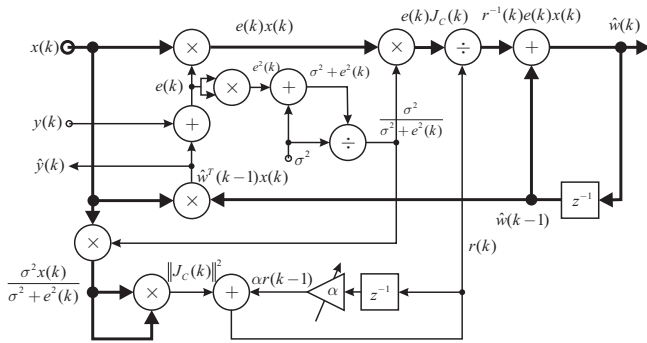 x(k)
e(k)x(k)
e(k)J_C(k)
r^{-1}(k)e(k)x(k)
ŵ(k)
×
×
÷
+
e(k)
×
e^2(k)
+
σ^2 + e^2(k)
÷
σ^2
σ^2 / σ^2 + e^2(k)
y(k)
+
ŷ(k)
ŵ^T(k−1)x(k)
×
z^{-1}
ŵ(k−1)
×
r(k)
σ^2 x(k) / σ^2 + e^2(k)
×
‖J_C(k)‖^2
+
αr(k−1)
α
z^{-1}